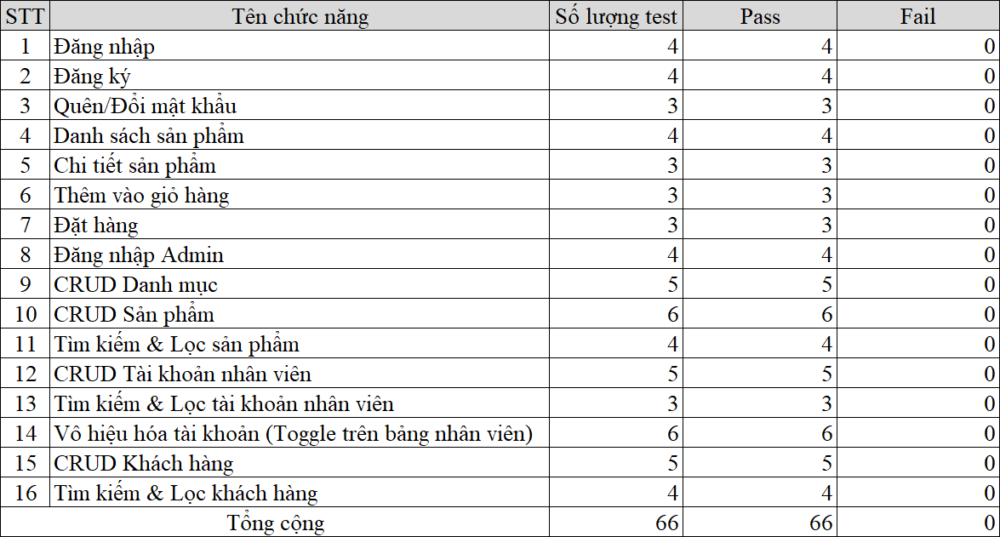 STT Tên chức năng Số lượng test Pass Fail
1 Đăng nhập 4 4 0
2 Đăng ký 4 4 0
3 Quên/Đổi mật khẩu 3 3 0
4 Danh sách sản phẩm 4 4 0
5 Chi tiết sản phẩm 3 3 0
6 Thêm vào giỏ hàng 3 3 0
7 Đặt hàng 3 3 0
8 Đăng nhập Admin 4 4 0
9 CRUD Danh mục 5 5 0
10 CRUD Sản phẩm 6 6 0
11 Tìm kiếm & Lọc sản phẩm 4 4 0
12 CRUD Tài khoản nhân viên 5 5 0
13 Tìm kiếm & Lọc tài khoản nhân viên 3 3 0
14 Vô hiệu hóa tài khoản (Toggle trên bảng nhân viên) 6 6 0
15 CRUD Khách hàng 5 5 0
16 Tìm kiếm & Lọc khách hàng 4 4 0
Tổng cộng 66 66 0